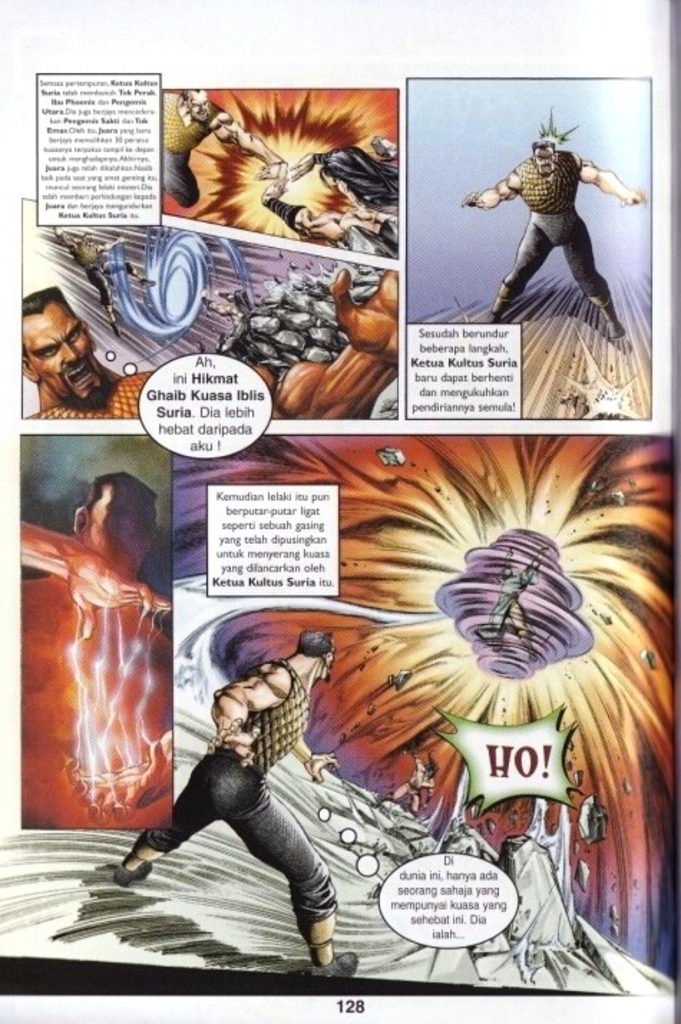 Semasa pertempuran, Ketua Kultus
Suria telah membunuh Tok Perak,
Ibu Pheonix dan Pengemis
Utara. Dia juga berjaya mencedera-
kan Pengemis Sakti dan Tok
Emas. Oleh itu, Juara yang baru
berjaya memulihkan 30 peratus
kuasanya terpaksa tampil ke depan
untuk menghadapinya. Akhirnya,
Juara juga telah dikalahkan. Nasib
baik pada saat yang amat genting itu,
muncul seorang lelaki misteri. Dia
telah memberi perlindungan kepada
Juara dan berjaya mengundurkan
Ketua Kultus Suria itu.
Ah,
ini Hikmat
Ghaib Kuasa Iblis
Suria. Dia lebih
hebat daripada
aku !
Sesudah berundur
beberapa langkah,
Ketua Kultus Suria
baru dapat berhenti
dan mengukuhkan
pendiriannya semula!
Kemudian lelaki itu pun
berputar-putar ligat
seperti sebuah gasing
yang telah dipusingkan
untuk menyerang kuasa
yang dilancarkan oleh
Ketua Kultus Suria itu.
HO!
Di
dunia ini, hanya ada
seorang sahaja yang
mempunyai kuasa yang
sehebat ini. Dia
ialah...
128